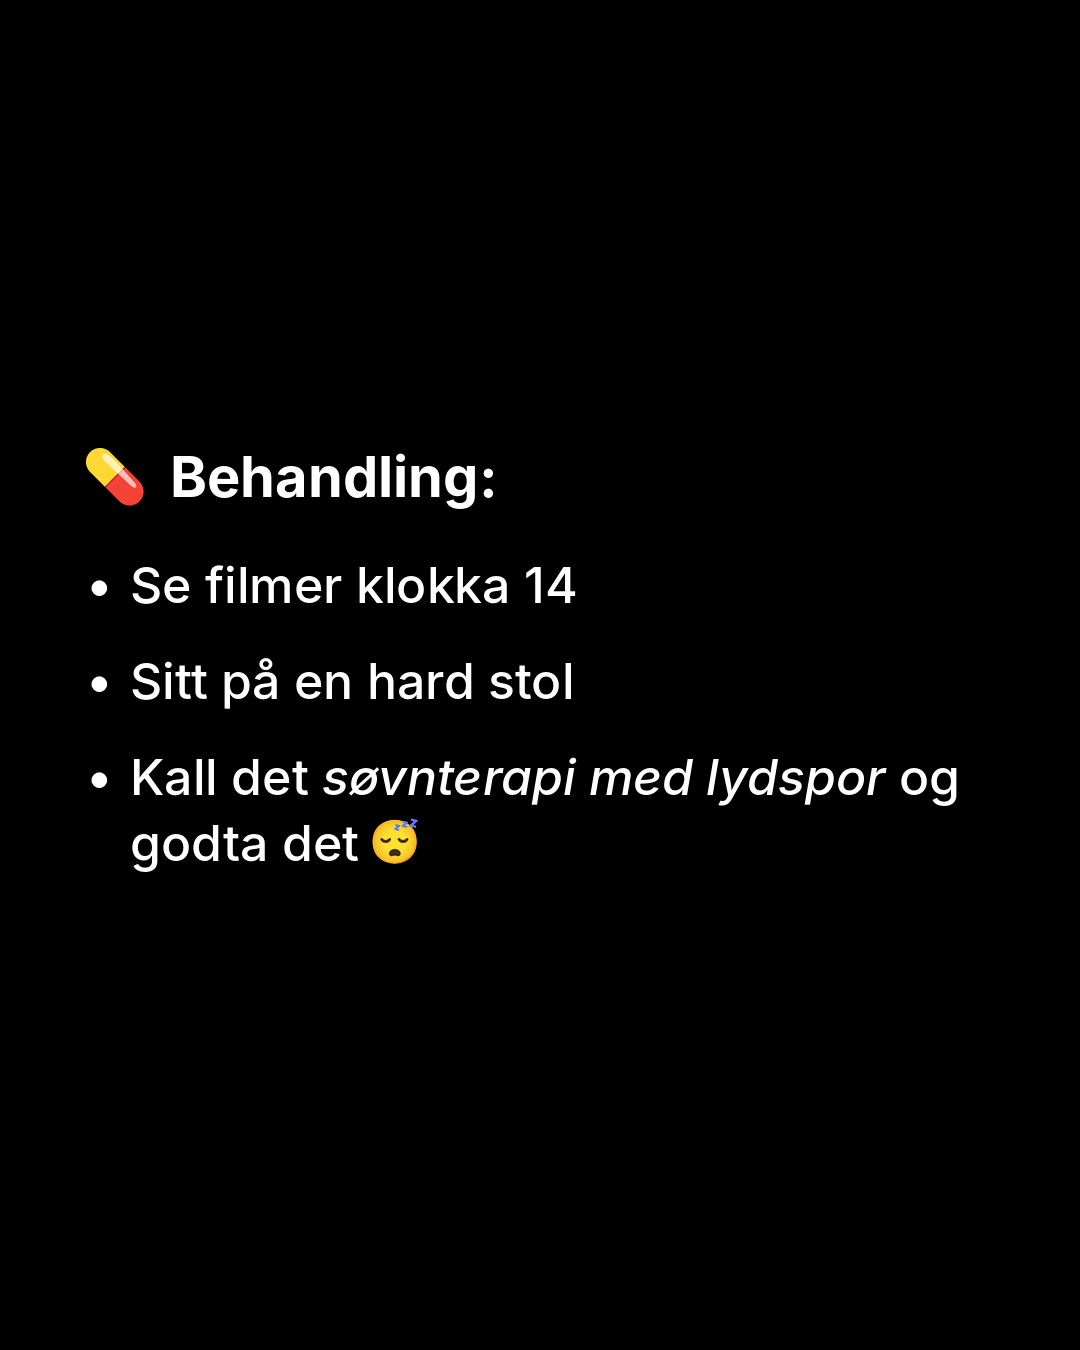 💊 Behandling:
• Se filmer klokka 14
• Sitt på en hard stol
• Kall det søvnterapi med lydspor og
godta det 😴